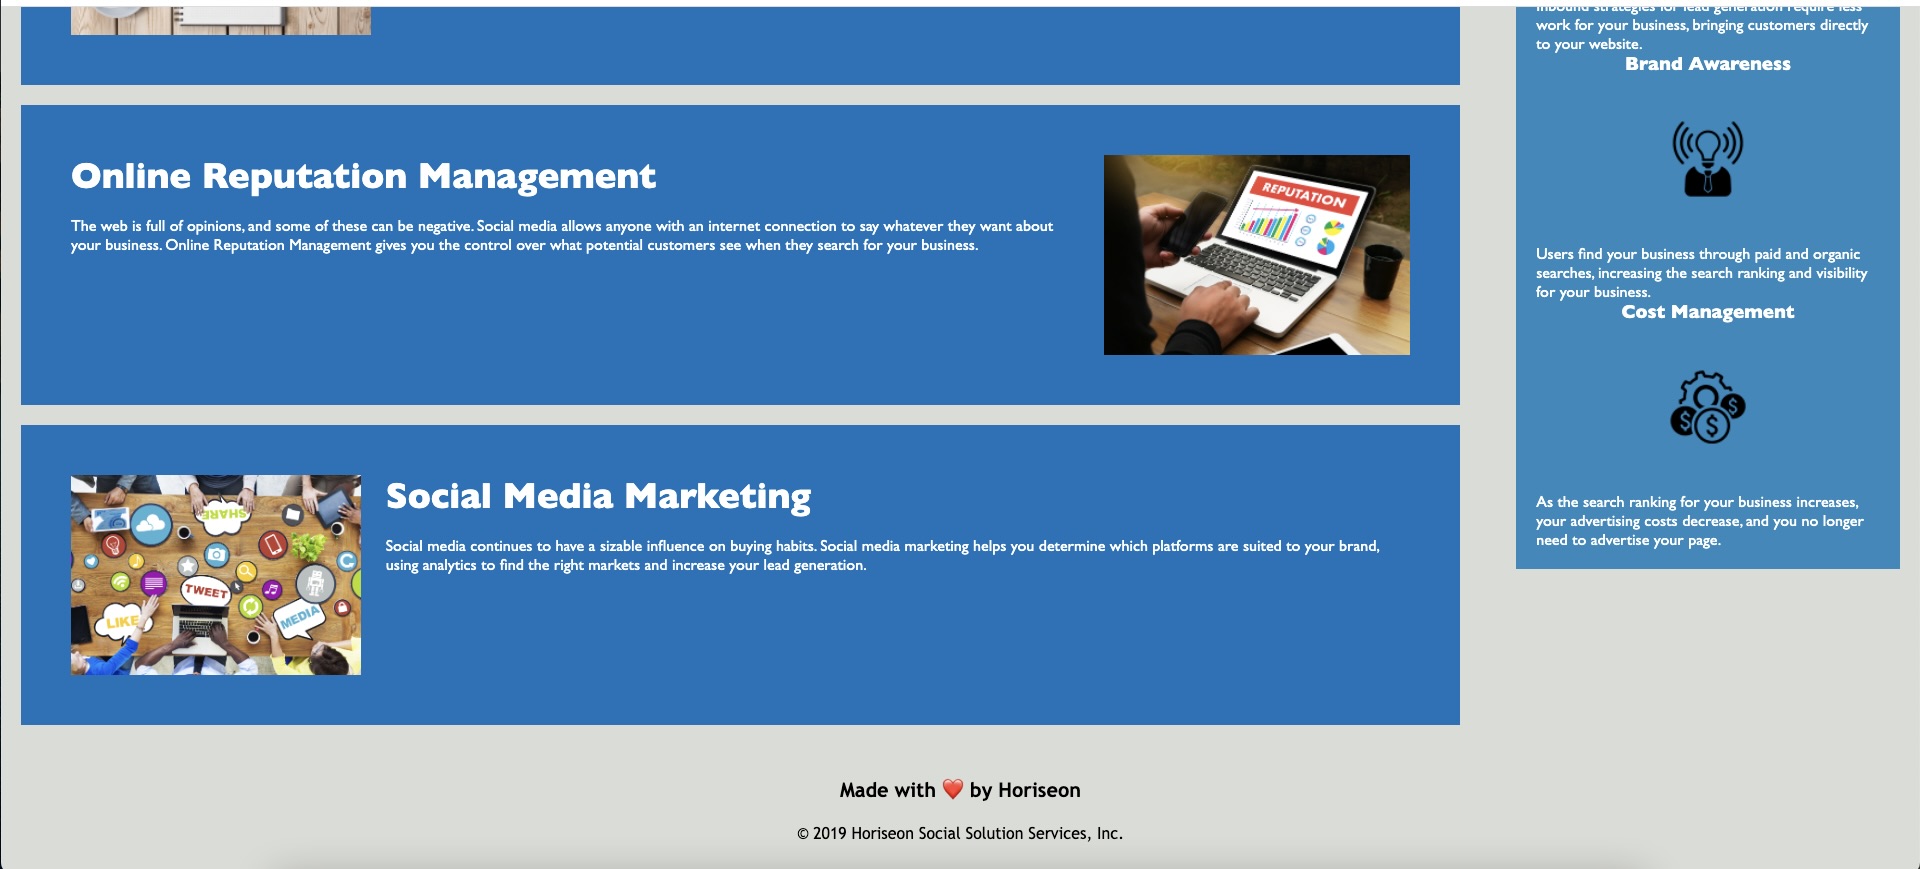 Online Reputation Management
The web is full of opinions, and some of these can be negative. Social media allows anyone with an internet connection to say whatever they want about
your business. Online Reputation Management gives you the control over what potential customers see when they search for your business.
REPUTATION
SHARE
TWEET
LIKE
MEDIA
Social Media Marketing
Social media continues to have a sizable influence on buying habits. Social media marketing helps you determine which platforms are suited to your brand,
using analytics to find the right markets and increase your lead generation.
inbound strategies for lead generation require less
work for your business, bringing customers directly
to your website.
Brand Awareness
Users find your business through paid and organic
searches, increasing the search ranking and visibility
for your business.
Cost Management
$ $ $
As the search ranking for your business increases,
your advertising costs decrease, and you no longer
need to advertise your page.
Made with ❤️ by Horiseon
© 2019 Horiseon Social Solution Services, Inc.